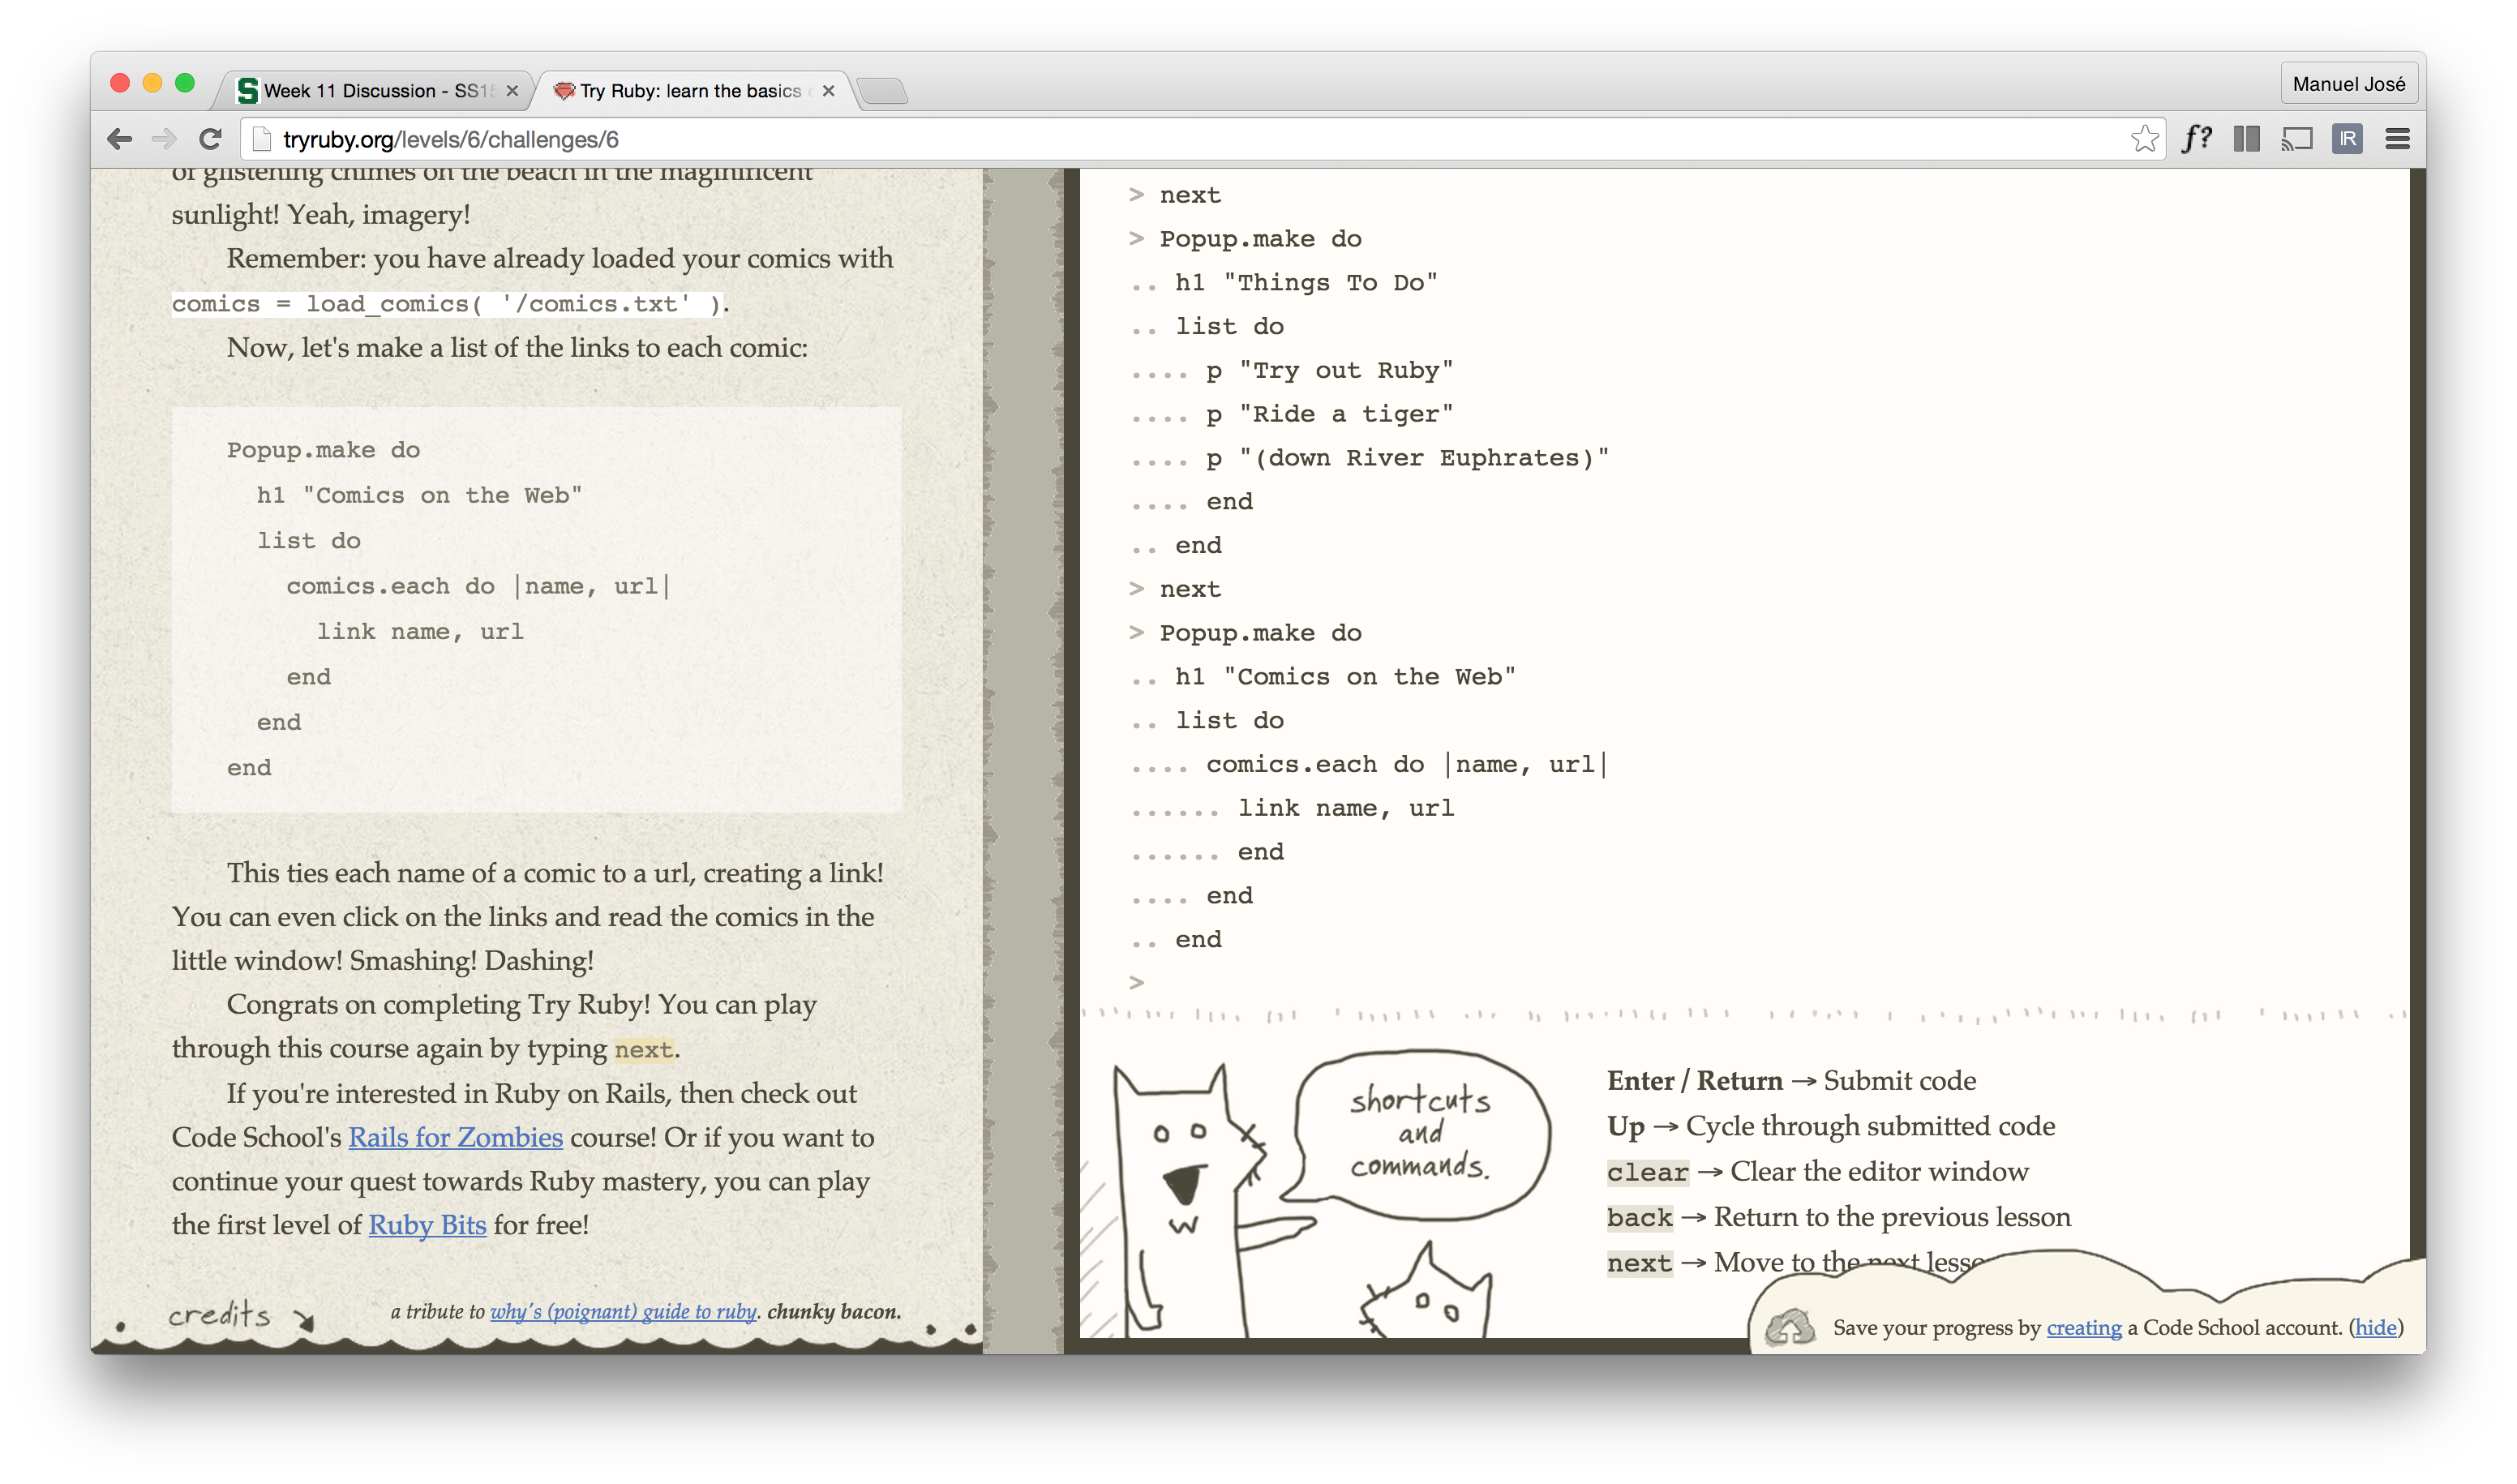 Week 11 Discussion - SS15
Try Ruby: learn the basics
Manuel José
tryruby.org/levels/6/challenges/6
f?
R
of glistening chimes on the beach in the maginificent
sunlight! Yeah, imagery!
Remember: you have already loaded your comics with
comics = load_comics( '/comics.txt' ).
Now, let's make a list of the links to each comic:
Popup.make do
h1 "Comics on the Web"
list do
comics.each do |name, url|
link name, url
end
end
end
This ties each name of a comic to a url, creating a link!
You can even click on the links and read the comics in the
little window! Smashing! Dashing!
Congrats on completing Try Ruby! You can play
through this course again by typing next.
If you're interested in Ruby on Rails, then check out
Code School's Rails for Zombies course! Or if you want to
continue your quest towards Ruby mastery, you can play
the first level of Ruby Bits for free!
credits
a tribute to why's (poignant) guide to ruby. chunky bacon.
> next
> Popup.make do
.. h1 "Things To Do"
.. list do
.... p "Try out Ruby"
.... p "Ride a tiger"
.... p "(down River Euphrates)"
.... end
.. end
> next
> Popup.make do
.. h1 "Comics on the Web"
.. list do
.... comics.each do |name, url|
...... link name, url
...... end
.... end
.. end
>
shortcuts
and
commands.
Enter / Return → Submit code
Up → Cycle through submitted code
clear → Clear the editor window
back → Return to the previous lesson
next → Move to the next lesso
Save your progress by creating a Code School account. (hide)